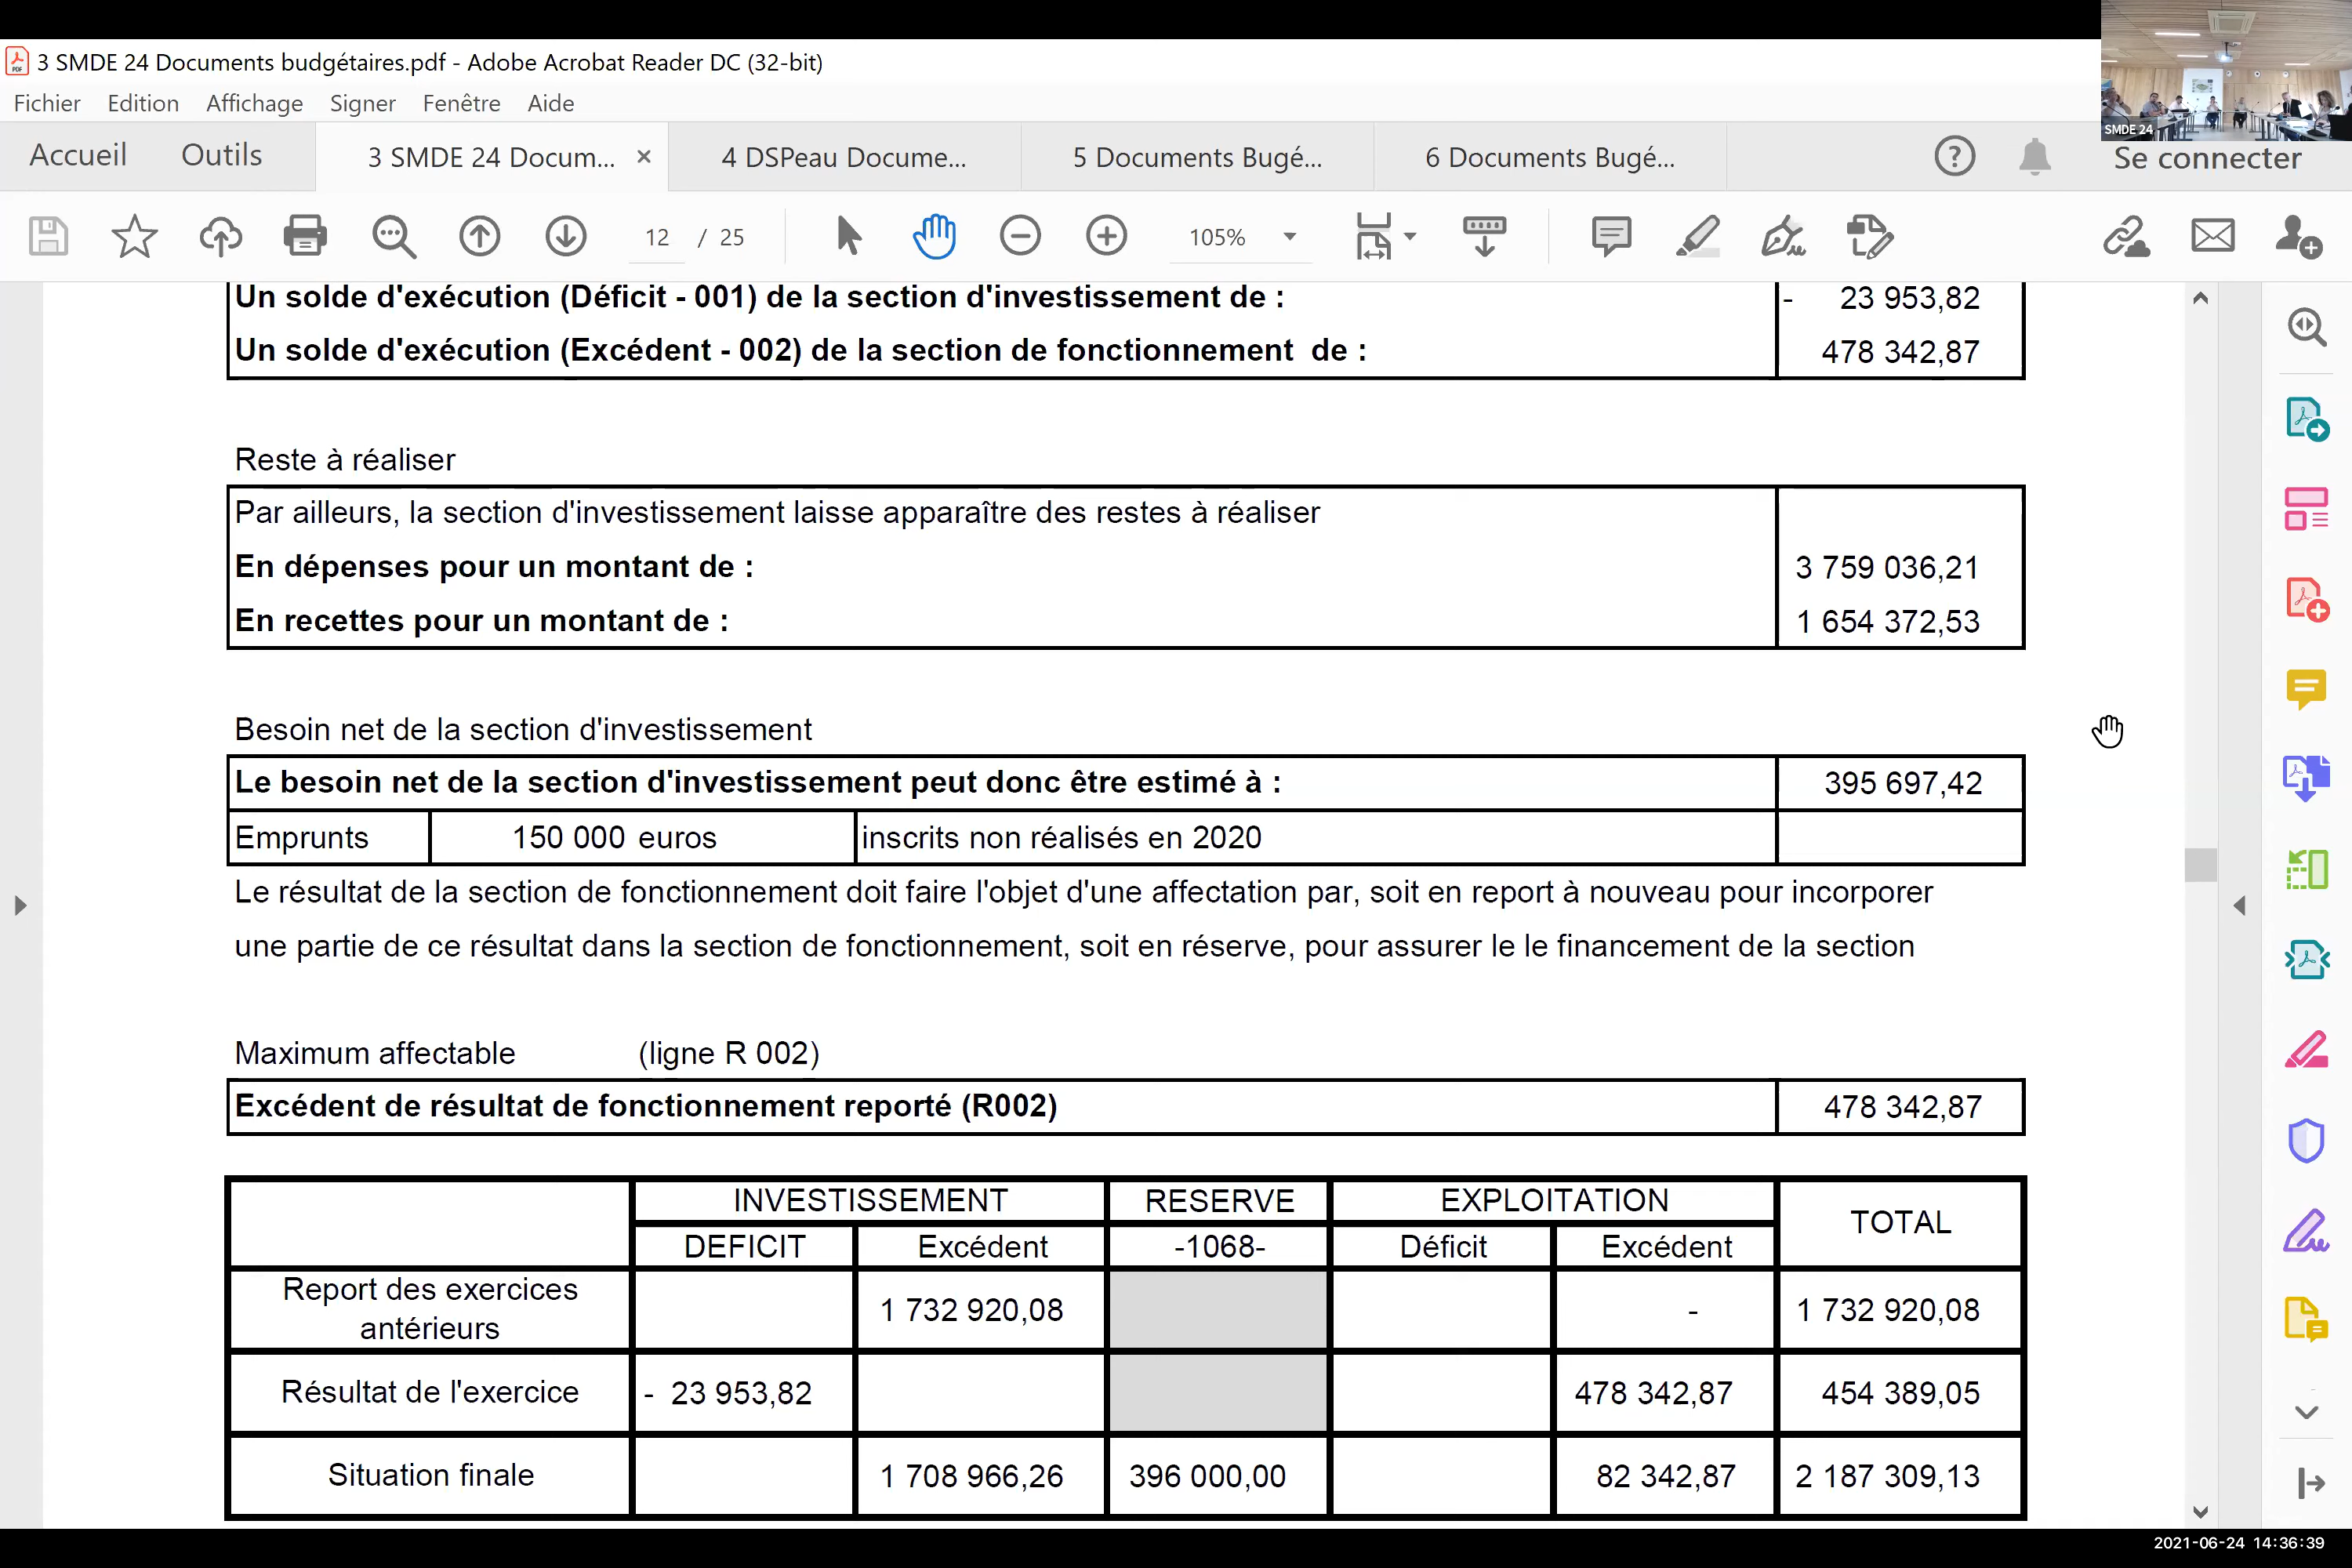 3 SMDE 24 Documents budgétaires.pdf - Adobe Acrobat Reader DC (32-bit)
Fichier Edition Affichage Signer Fenêtre Aide
Accueil Outils 3 SMDE 24 Docum... × 4 DSPeau Docume... 5 Documents Bugé... 6 Documents Bugé... Se connecter
SMDE 24
12 / 25 105%
Un solde d'exécution (Déficit - 001) de la section d'investissement de : - 23 953,82
Un solde d'exécution (Excédent - 002) de la section de fonctionnement de : 478 342,87
Reste à réaliser
Par ailleurs, la section d'investissement laisse apparaître des restes à réaliser
En dépenses pour un montant de : 3 759 036,21
En recettes pour un montant de : 1 654 372,53
Besoin net de la section d'investissement
Le besoin net de la section d'investissement peut donc être estimé à : 395 697,42
Emprunts 150 000 euros inscrits non réalisés en 2020
Le résultat de la section de fonctionnement doit faire l'objet d'une affectation par, soit en report à nouveau pour incorporer
une partie de ce résultat dans la section de fonctionnement, soit en réserve, pour assurer le le financement de la section
Maximum affectable (ligne R 002)
Excédent de résultat de fonctionnement reporté (R002) 478 342,87
INVESTISSEMENT RESERVE EXPLOITATION TOTAL
DEFICIT Excédent -1068- Déficit Excédent
Report des exercices antérieurs 1 732 920,08 - 1 732 920,08
Résultat de l'exercice - 23 953,82 478 342,87 454 389,05
Situation finale 1 708 966,26 396 000,00 82 342,87 2 187 309,13
2021-06-24 14:36:39